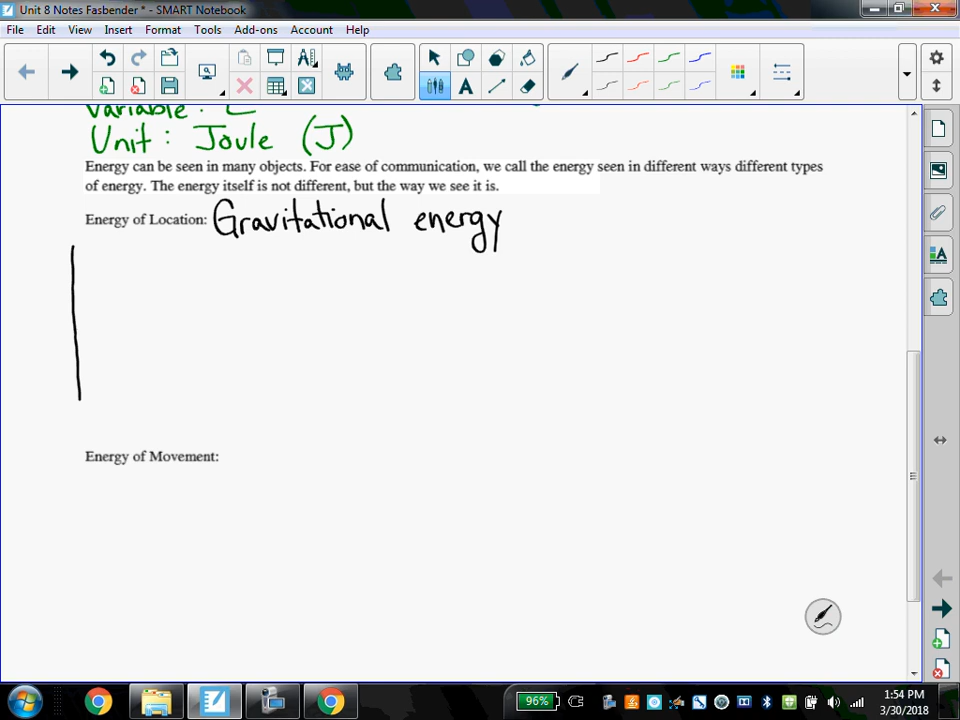 Unit 8 Notes Fasbender * - SMART Notebook
File Edit View Insert Format Tools Add-ons Account Help
Variable : E
Unit : Joule (J)
Energy can be seen in many objects. For ease of communication, we call the energy seen in different ways different types
of energy. The energy itself is not different, but the way we see it is.
Energy of Location: Gravitational energy
Energy of Movement:
96%
1:54 PM
3/30/2018